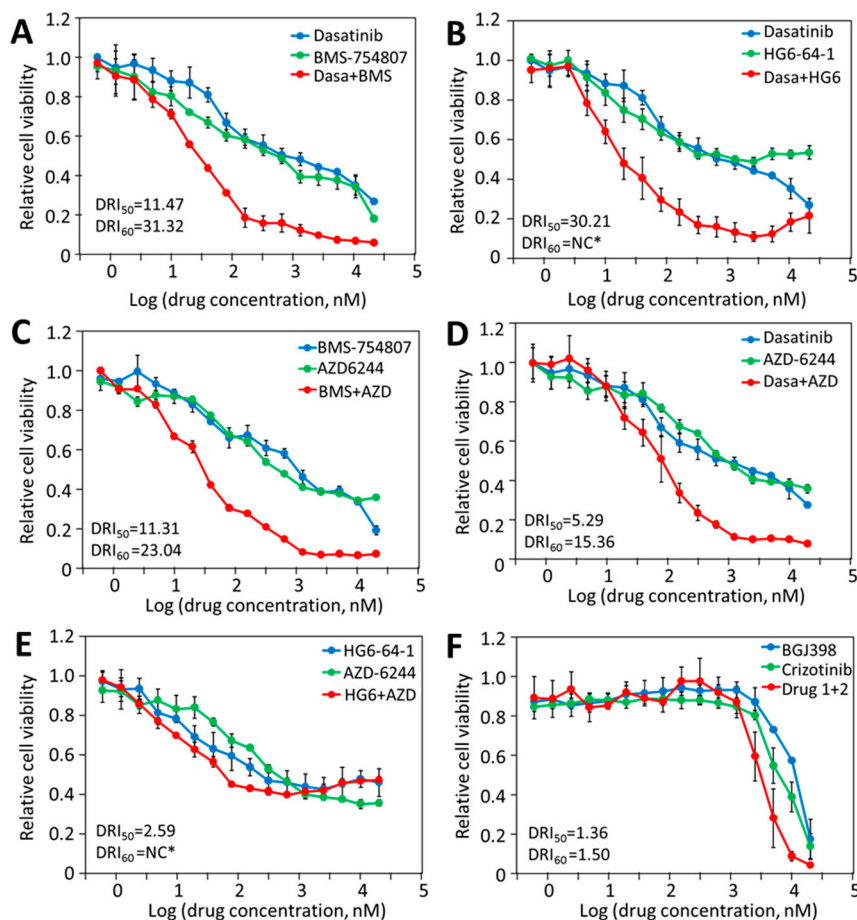 A
Dasatinib
BMS-754807
Dasa+BMS
Relative cell viability
1.2
1.0
0.8
0.6
0.4
0.2
0
DRI50=11.47
DRI60=31.32
0 1 2 3 4 5
Log (drug concentration, nM)
B
Dasatinib
HG6-64-1
Dasa+HG6
Relative cell viability
1.2
1.0
0.8
0.6
0.4
0.2
0
DRI50=30.21
DRI60=NC*
0 1 2 3 4 5
Log (drug concentration, nM)
C
BMS-754807
AZD6244
BMS+AZD
Relative cell viability
1.2
1.0
0.8
0.6
0.4
0.2
0
DRI50=11.31
DRI60=23.04
0 1 2 3 4 5
Log (drug concentration, nM)
D
Dasatinib
AZD-6244
Dasa+AZD
Relative cell viability
1.2
1.0
0.8
0.6
0.4
0.2
0
DRI50=5.29
DRI60=15.36
0 1 2 3 4 5
Log (drug concentration, nM)
E
HG6-64-1
AZD-6244
HG6+AZD
Relative cell viability
1.2
1.0
0.8
0.6
0.4
0.2
0
DRI50=2.59
DRI60=NC*
0 1 2 3 4 5
Log (drug concentration, nM)
F
BGJ398
Crizotinib
Drug 1+2
Relative cell viability
1.2
1.0
0.8
0.6
0.4
0.2
0
DRI50=1.36
DRI60=1.50
0 1 2 3 4 5
Log (drug concentration, nM)